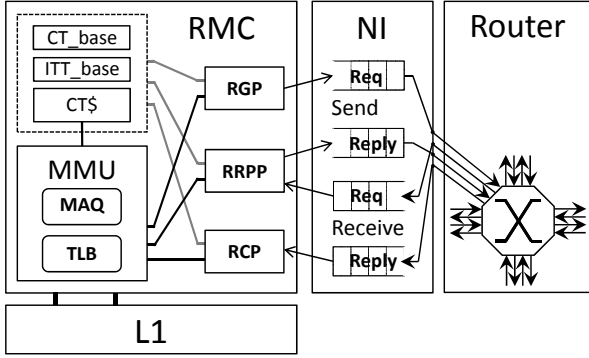 RMC
CT_base
ITT_base
CT$
MMU
MAQ
TLB
RGP
RRPP
RCP
L1
NI
Req
Send
Reply
Req
Receive
Reply
Router